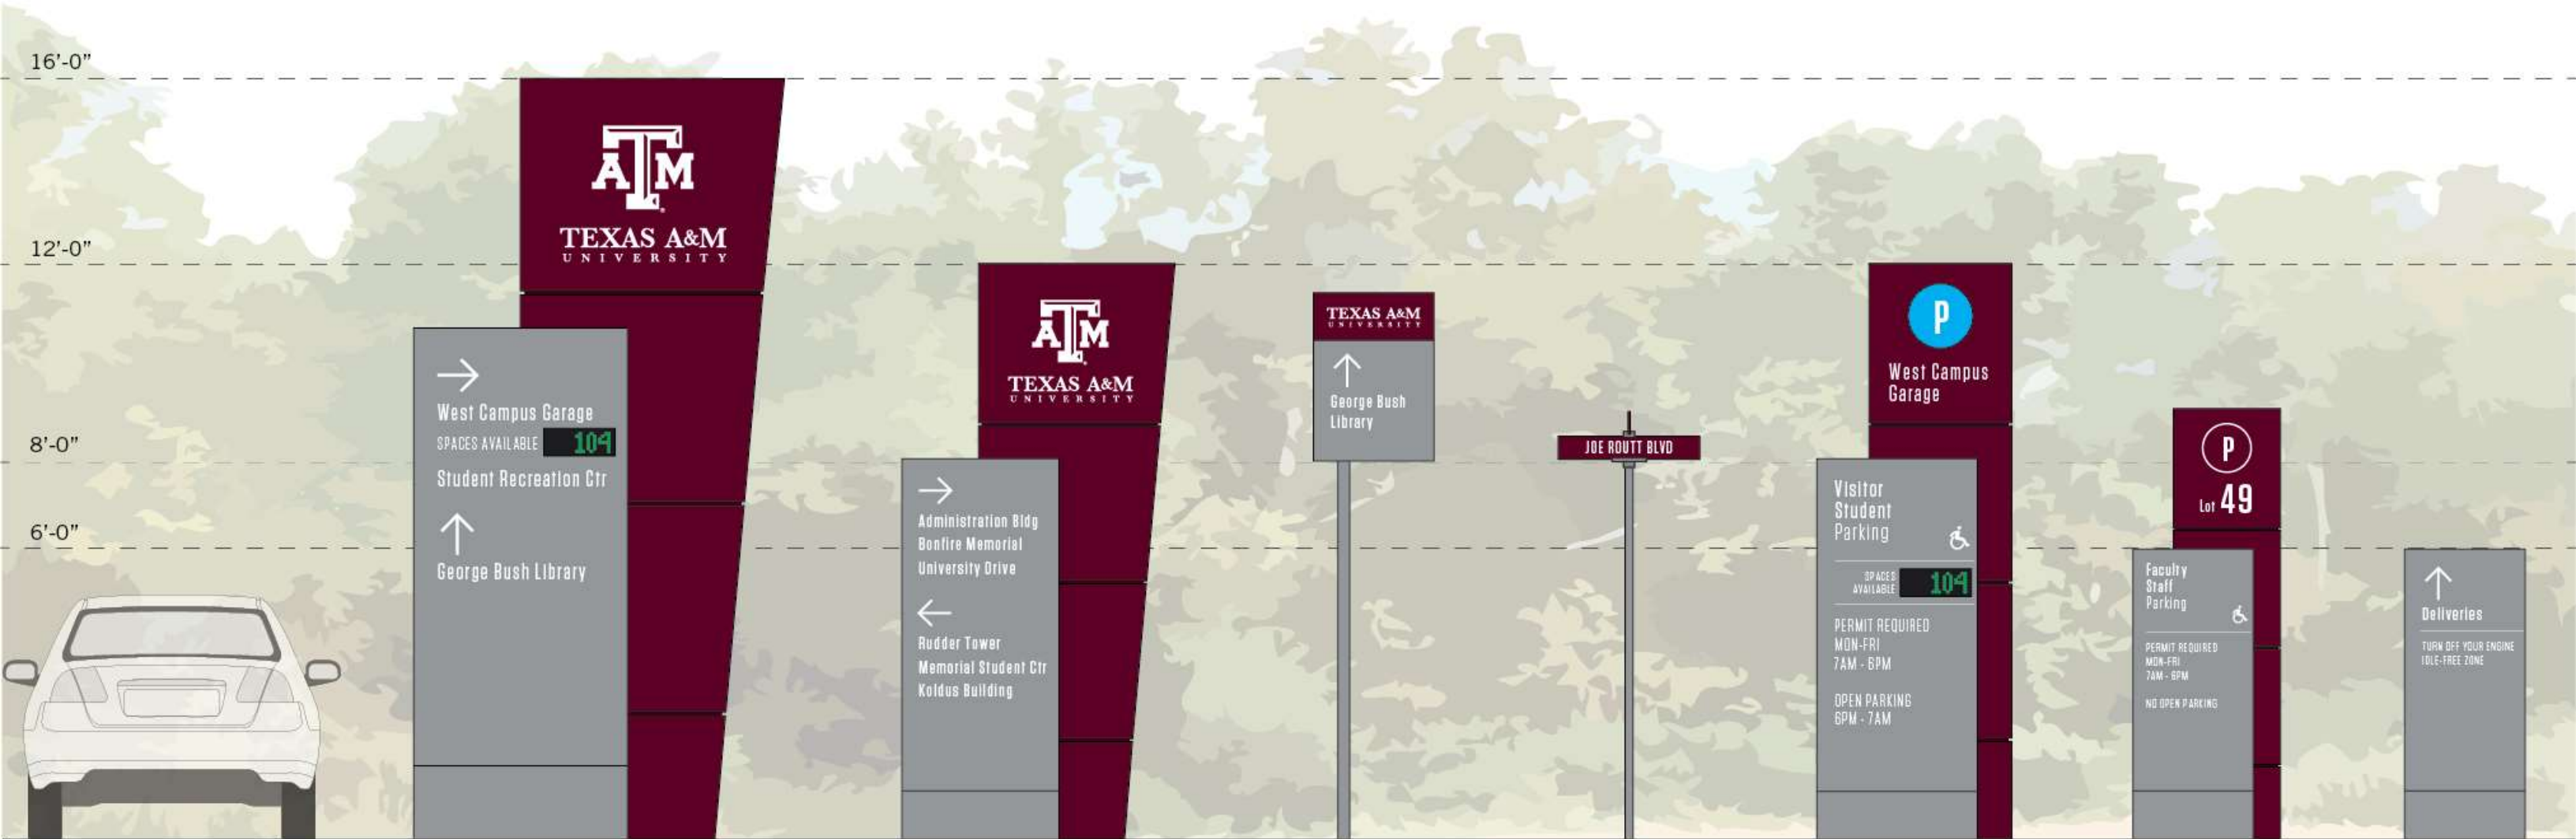 16'-0"
12'-0"
8'-0"
6'-0"
ATM
TEXAS A&M
UNIVERSITY
→
West Campus Garage
SPACES AVAILABLE 104
Student Recreation Ctr
↑
George Bush Library
ATM
TEXAS A&M
UNIVERSITY
→
Administration Bldg
Bonfire Memorial
University Drive
←
Rudder Tower
Memorial Student Ctr
Koldus Building
TEXAS A&M
UNIVERSITY
↑
George Bush
Library
JOE ROUTT BLVD
P
West Campus
Garage
Visitor
Student
Parking
SPACES
AVAILABLE 104
PERMIT REQUIRED
MON-FRI
7AM - 6PM
OPEN PARKING
6PM - 7AM
P
Lot 49
Faculty
Staff
Parking
PERMIT REQUIRED
MON-FRI
7AM - 6PM
NO OPEN PARKING
↑
Deliveries
TURN OFF YOUR ENGINE
IDLE-FREE ZONE